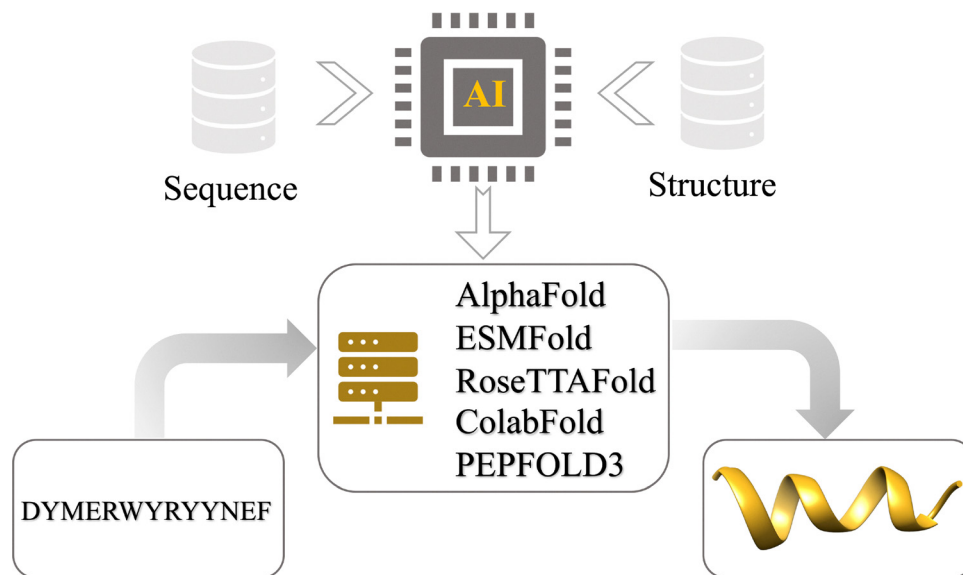 AI
Sequence
Structure
AlphaFold
ESMFold
RoseTTAFold
ColabFold
PEPFOLD3
DYMERWYRYYNEF